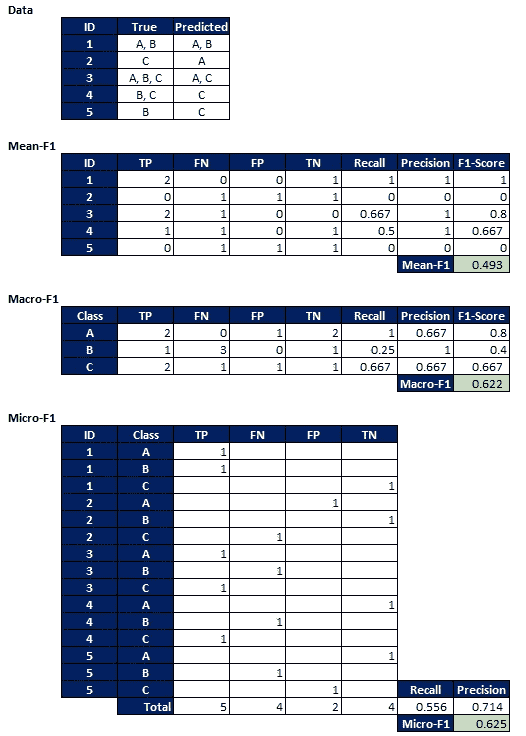 Data
ID True Predicted
1 A, B A, B
2 C A
3 A, B, C A, C
4 B, C C
5 B C
Mean-F1
ID TP FN FP TN Recall Precision F1-Score
1 2 0 0 1 1 1 1
2 0 1 1 1 0 0 0
3 2 1 0 0 0.667 1 0.8
4 1 1 0 1 0.5 1 0.667
5 0 1 1 1 0 0 0
Mean-F1 0.493
Macro-F1
Class TP FN FP TN Recall Precision F1-Score
A 2 0 1 2 1 0.667 0.8
B 1 3 0 1 0.25 1 0.4
C 2 1 1 1 0.667 0.667 0.667
Macro-F1 0.622
Micro-F1
ID Class TP FN FP TN
1 A 1
1 B 1
1 C 1
2 A 1
2 B 1
2 C 1
3 A 1
3 B 1
3 C 1
4 A 1
4 B 1
4 C 1
5 A 1
5 B 1
5 C 1 Recall Precision
Total 5 4 2 4 0.556 0.714
Micro-F1 0.625